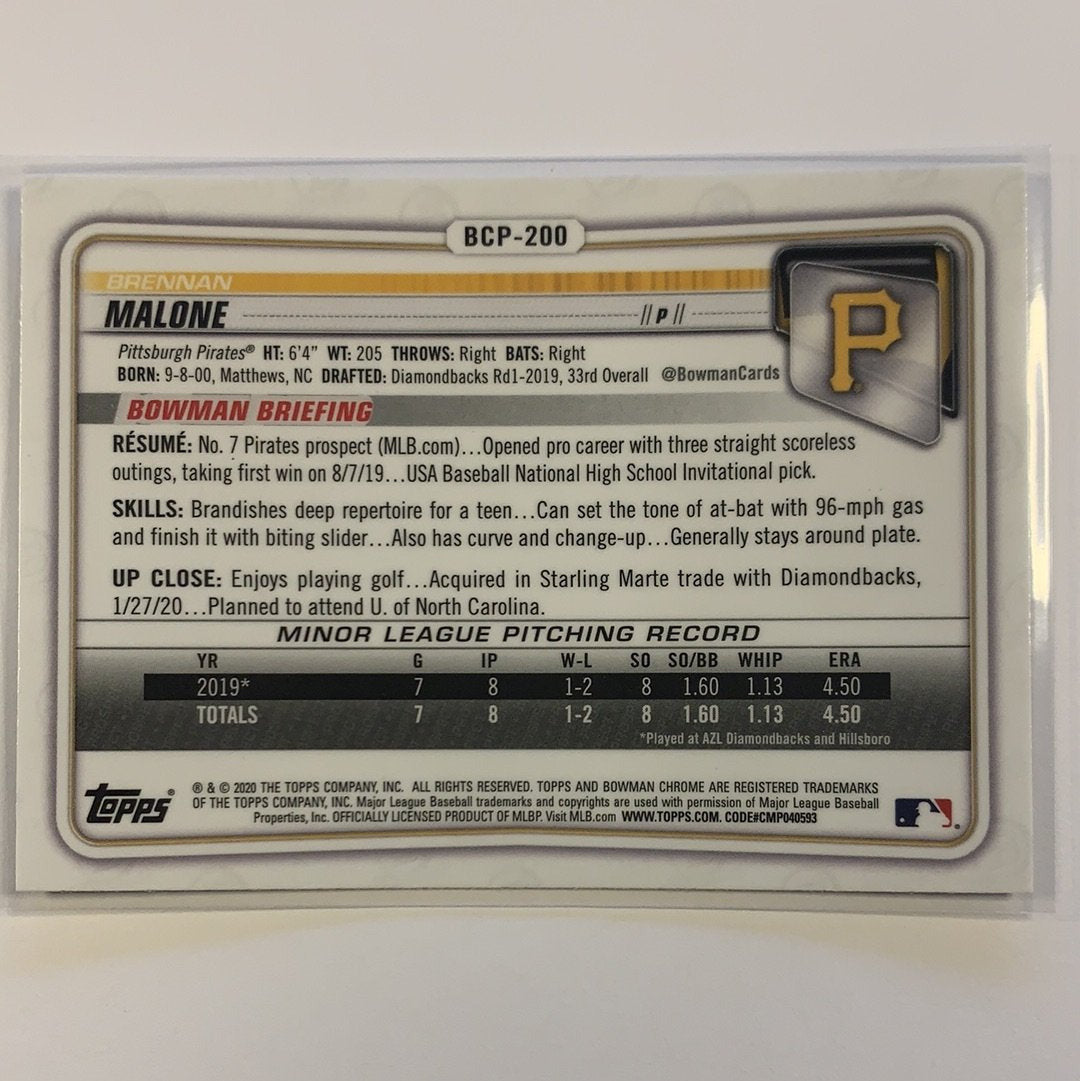 BCP-200
BRENNAN
MALONE // P //
P
Pittsburgh Pirates® HT: 6'4" WT: 205 THROWS: Right BATS: Right
BORN: 9-8-00, Matthews, NC DRAFTED: Diamondbacks Rd1-2019, 33rd Overall @BowmanCards
BOWMAN BRIEFING
RÉSUMÉ: No. 7 Pirates prospect (MLB.com)...Opened pro career with three straight scoreless
outings, taking first win on 8/7/19...USA Baseball National High School Invitational pick.
SKILLS: Brandishes deep repertoire for a teen...Can set the tone of at-bat with 96-mph gas
and finish it with biting slider...Also has curve and change-up...Generally stays around plate.
UP CLOSE: Enjoys playing golf...Acquired in Starling Marte trade with Diamondbacks,
1/27/20...Planned to attend U. of North Carolina.
MINOR LEAGUE PITCHING RECORD
YR G IP W-L SO SO/BB WHIP ERA
2019* 7 8 1-2 8 1.60 1.13 4.50
TOTALS 7 8 1-2 8 1.60 1.13 4.50
*Played at AZL Diamondbacks and Hillsboro
TOPPS®
® & © 2020 THE TOPPS COMPANY, INC. ALL RIGHTS RESERVED. TOPPS AND BOWMAN CHROME ARE REGISTERED TRADEMARKS
OF THE TOPPS COMPANY, INC. Major League Baseball trademarks and copyrights are used with permission of Major League Baseball
Properties, Inc. OFFICIALLY LICENSED PRODUCT OF MLBP. Visit MLB.com WWW.TOPPS.COM. CODE#CMP040593